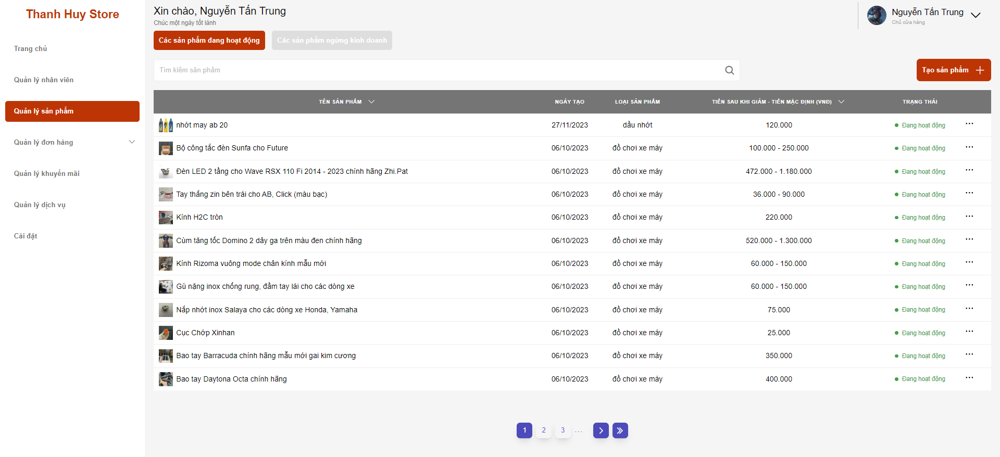 Thanh Huy Store
Trang chủ
Quản lý nhân viên
Quản lý sản phẩm
Quản lý đơn hàng
Quản lý khuyến mãi
Quản lý dịch vụ
Cài đặt
Xin chào, Nguyễn Tấn Trung
Chúc một ngày tốt lành
Nguyễn Tấn Trung
Chủ cửa hàng
Các sản phẩm đang hoạt động
Các sản phẩm ngừng kinh doanh
Tìm kiếm sản phẩm
Tạo sản phẩm
TÊN SẢN PHẨM NGÀY TẠO LOẠI SẢN PHẨM TIỀN SAU KHI GIẢM - TIỀN MẶC ĐỊNH (VNĐ) TRẠNG THÁI
nhớt may ab 20 27/11/2023 dầu nhớt 120.000 Đang hoạt động ...
Bộ công tắc đèn Sunfa cho Future 06/10/2023 đồ chơi xe máy 100.000 - 250.000 Đang hoạt động ...
Đèn LED 2 tầng cho Wave RSX 110 Fi 2014 - 2023 chính hãng Zhi.Pat 06/10/2023 đồ chơi xe máy 472.000 - 1.180.000 Đang hoạt động ...
Tay thắng zin bên trái cho AB, Click (màu bạc) 06/10/2023 đồ chơi xe máy 36.000 - 90.000 Đang hoạt động ...
Kính H2C tròn 06/10/2023 đồ chơi xe máy 220.000 Đang hoạt động ...
Cùm tăng tốc Domino 2 dây ga trên màu đen chính hãng 06/10/2023 đồ chơi xe máy 520.000 - 1.300.000 Đang hoạt động ...
Kính Rizoma vuông mode chân kính mẫu mới 06/10/2023 đồ chơi xe máy 60.000 - 150.000 Đang hoạt động ...
Gù nặng inox chống rung, đầm tay lái cho các dòng xe 06/10/2023 đồ chơi xe máy 60.000 - 150.000 Đang hoạt động ...
Nắp nhớt inox Salaya cho các dòng xe Honda, Yamaha 06/10/2023 đồ chơi xe máy 75.000 Đang hoạt động ...
Cục Chớp Xinhan 06/10/2023 đồ chơi xe máy 25.000 Đang hoạt động ...
Bao tay Barracuda chính hãng mẫu mới gai kim cương 06/10/2023 đồ chơi xe máy 350.000 Đang hoạt động ...
Bao tay Daytona Octa chính hãng 06/10/2023 đồ chơi xe máy 400.000 Đang hoạt động ...
1 2 3 ...